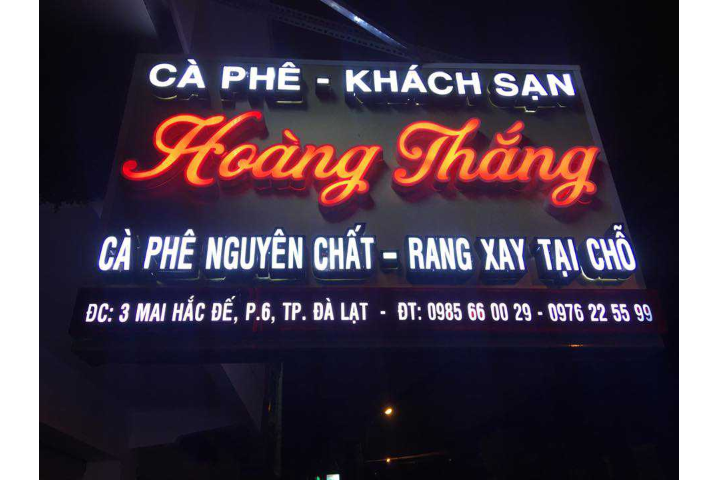 CÀ PHÊ - KHÁCH SẠN
Hoàng Thắng
CÀ PHÊ NGUYÊN CHẤT - RANG XAY TẠI CHỖ
ĐC: 3 MAI HẮC ĐẾ, P.6, TP. ĐÀ LẠT - ĐT: 0985 66 00 29 - 0976 22 55 99